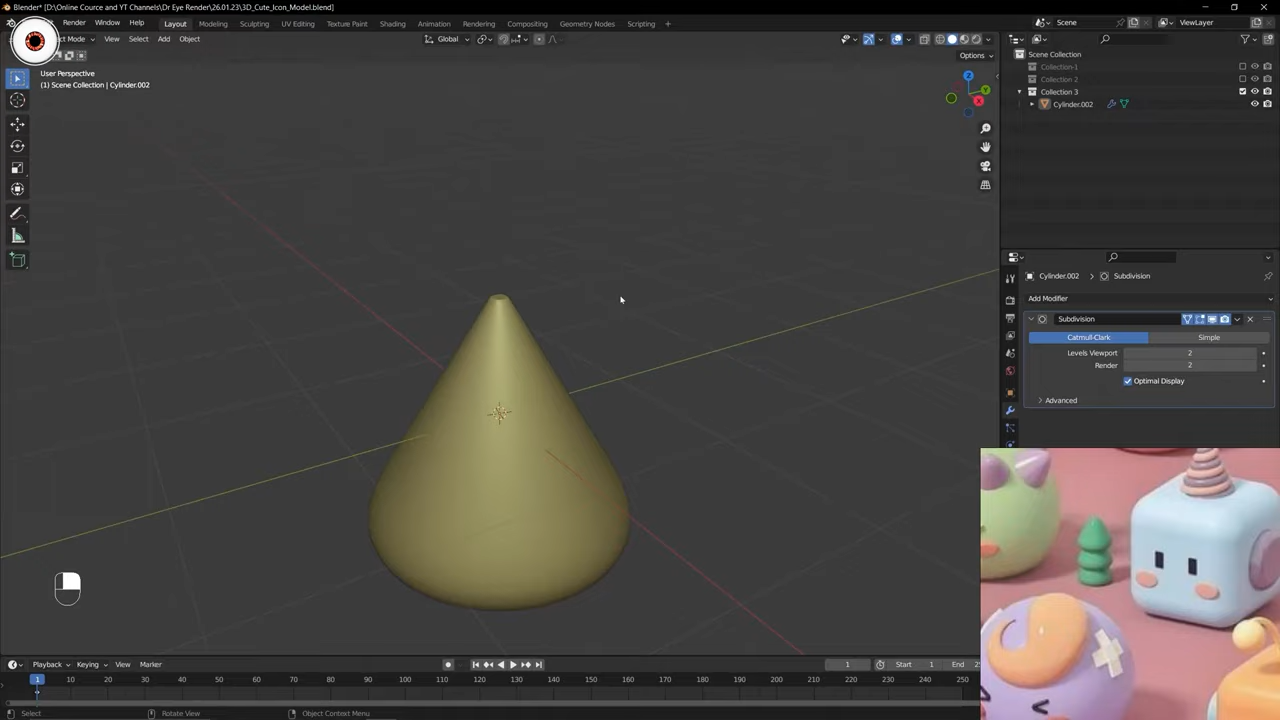 Blender* [D:\Online Cource and YT Channels\Dr Eye Render\26.01.23\3D_Cute_Icon_Model.blend]
Render Window Help Layout Modeling Sculpting UV Editing Texture Paint Shading Animation Rendering Compositing Geometry Nodes Scripting + Scene ViewLayer
Mode View Select Add Object Global
Options
User Perspective
(1) Scene Collection | Cylinder.002
Scene Collection
Collection-1
Collection-2
Collection 3
Cylinder.002
Z
Y
X
Cylinder.002 > Subdivision
Add Modifier
Subdivision
Catmull-Clark Simple
Levels Viewport 2
Render 2
Optimal Display
Advanced
Playback Keying View Marker 1 Start 1 End
1 10 20 30 40 50 60 70 80 90 100 110 120 130 140 150 160 170 180 190 200 210 220 230 240 250
Select Rotate View Object Context Menu